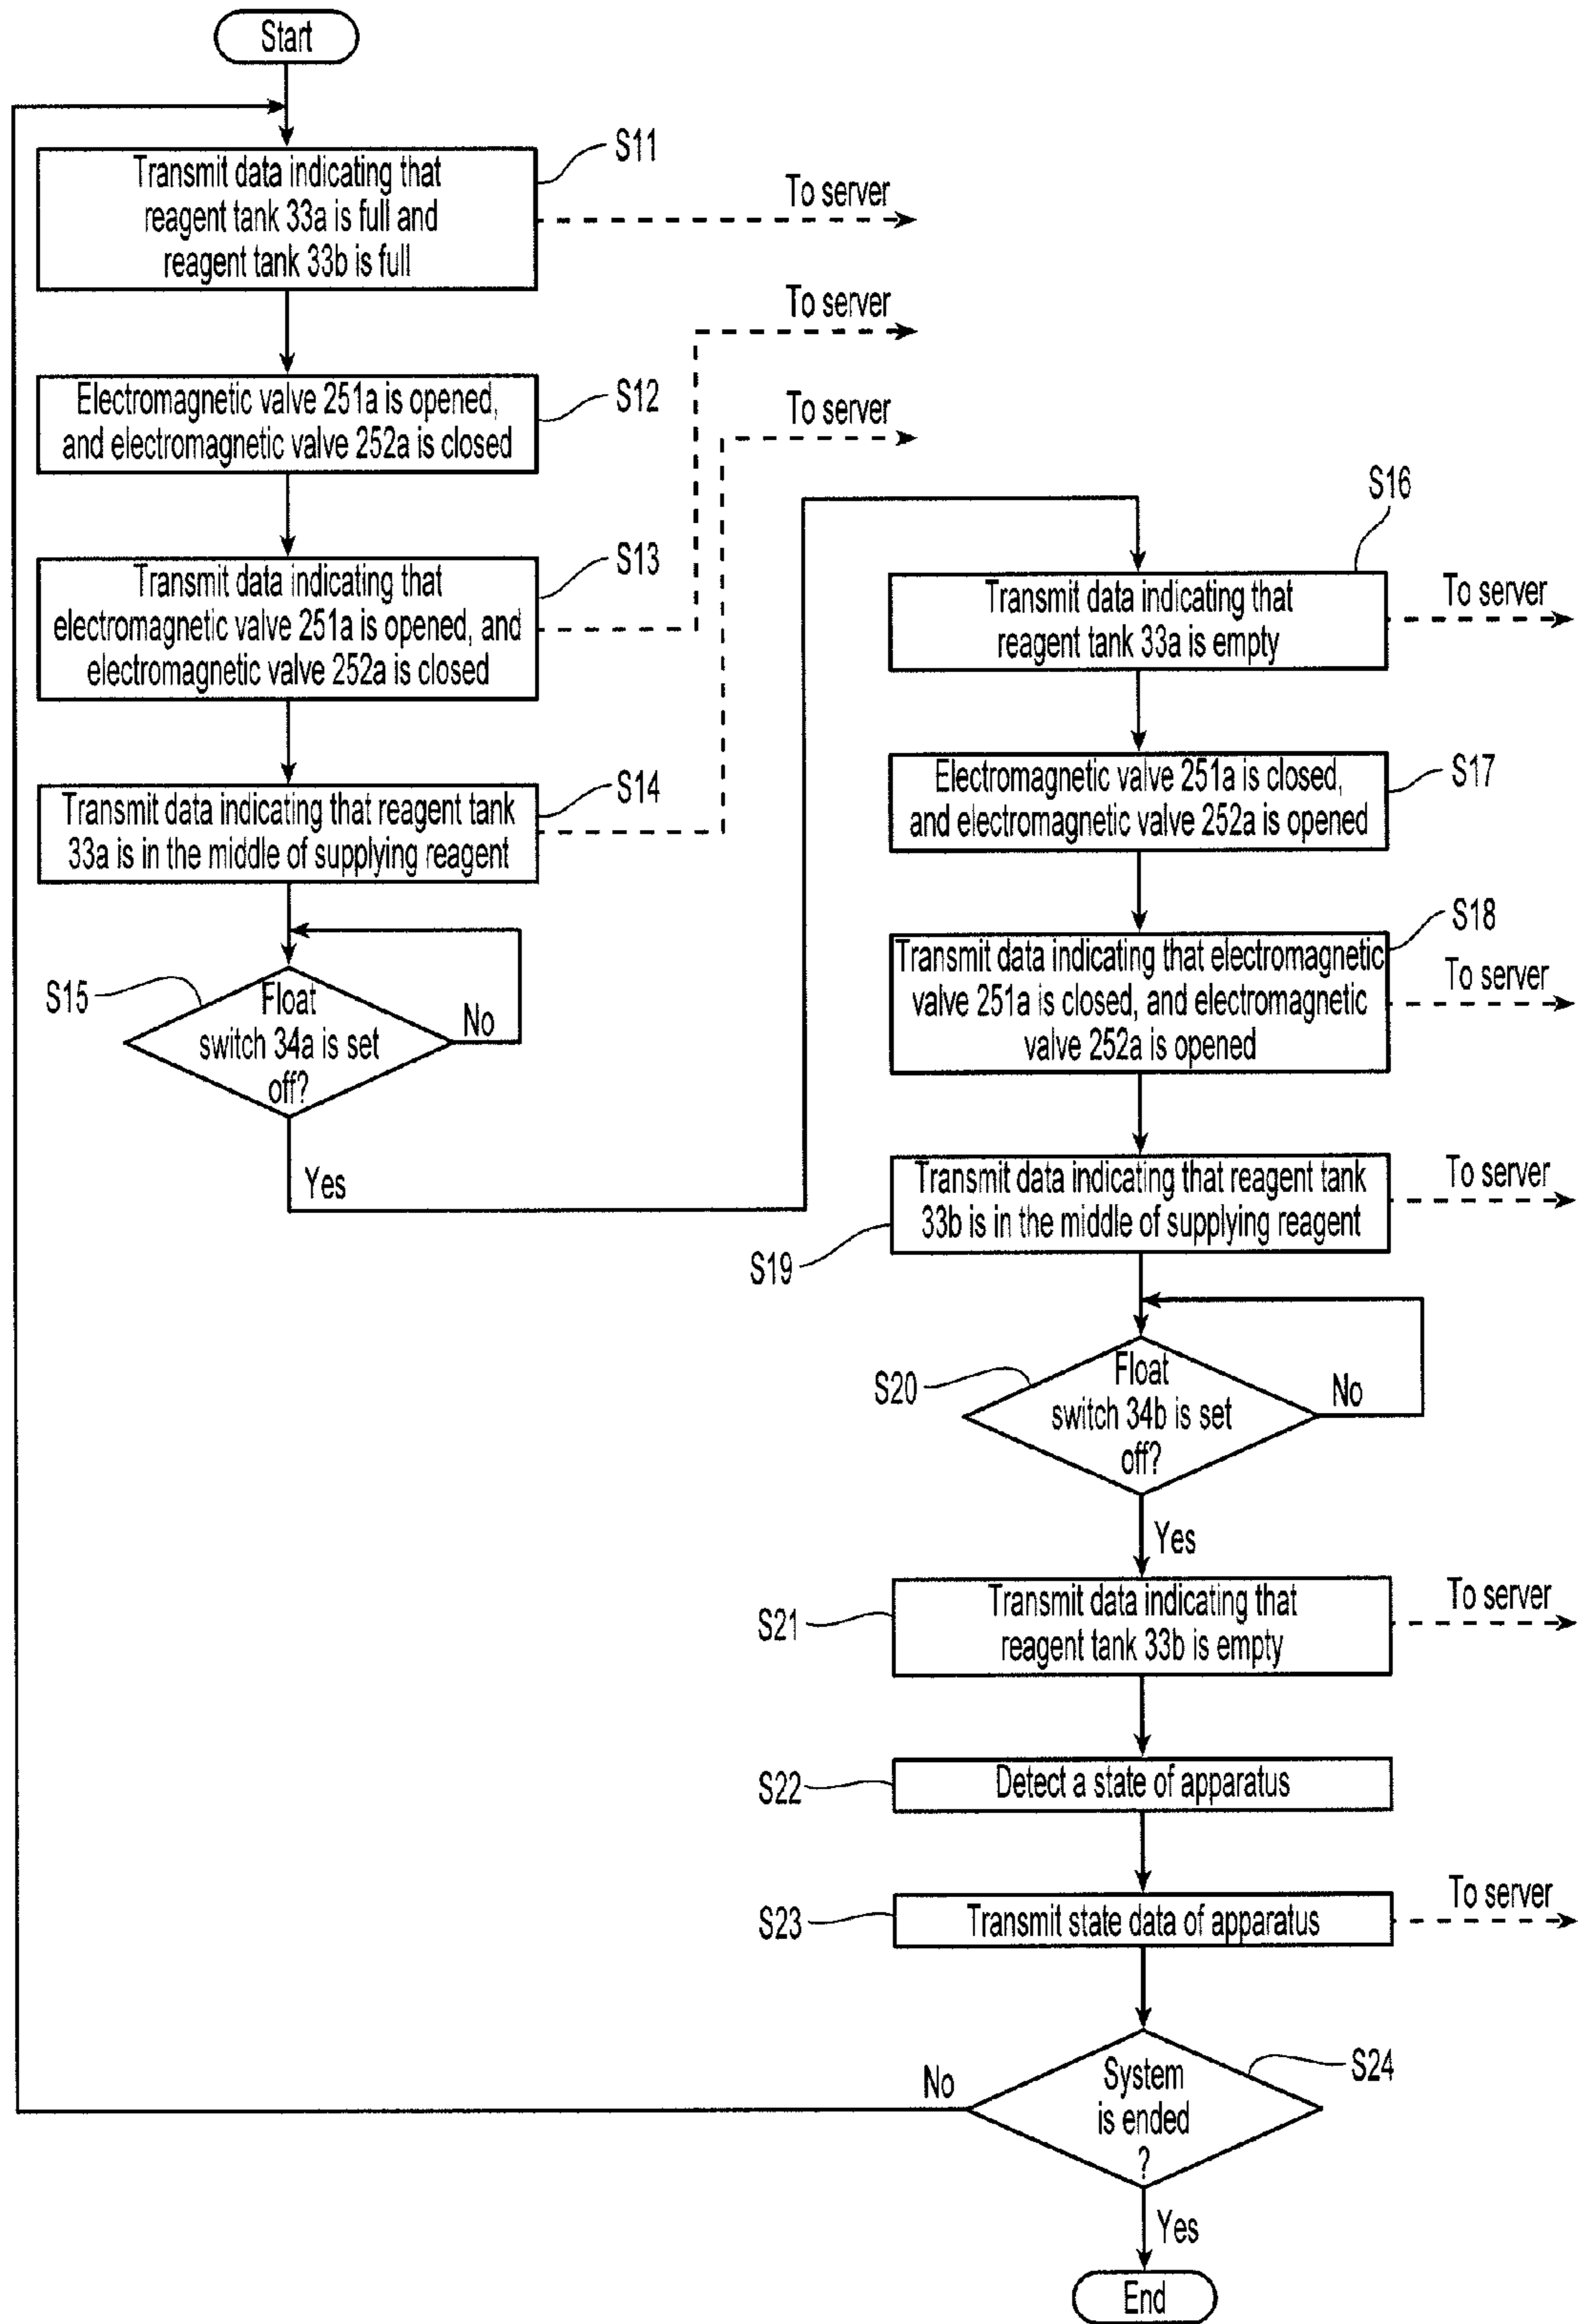 Start
S11
Transmit data indicating that
reagent tank 33a is full and
reagent tank 33b is full
To server
To server
S12
Electromagnetic valve 251a is opened,
and electromagnetic valve 252a is closed
To server
S13
Transmit data indicating that
electromagnetic valve 251a is opened, and
electromagnetic valve 252a is closed
S14
Transmit data indicating that reagent tank
33a is in the middle of supplying reagent
S15
Float
switch 34a is set
off?
No
Yes
S16
Transmit data indicating that
reagent tank 33a is empty
To server
S17
Electromagnetic valve 251a is closed,
and electromagnetic valve 252a is opened
S18
Transmit data indicating that electromagnetic
valve 251a is closed, and electromagnetic
valve 252a is opened
To server
S19
Transmit data indicating that reagent tank
33b is in the middle of supplying reagent
To server
S20
Float
switch 34b is set
off?
No
Yes
S21
Transmit data indicating that
reagent tank 33b is empty
To server
S22
Detect a state of apparatus
S23
Transmit state data of apparatus
To server
S24
System
is ended
?
No
Yes
End